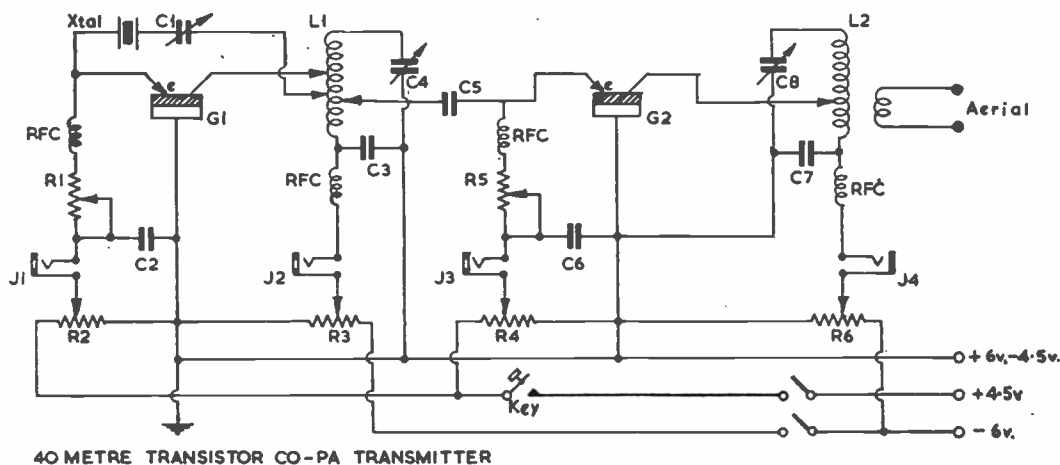 Xtal
C1
L1
C4
C5
L2
C8
e
G1
e
G2
Aerial
RFC
R1
C3
RFC
RFC
R5
C7
RFC
C2
C6
J1
J2
J3
J4
R2
R3
R4
R6
+6v.-4·5v.
Key
+4·5v
-6v.
40 METRE TRANSISTOR CO-PA TRANSMITTER